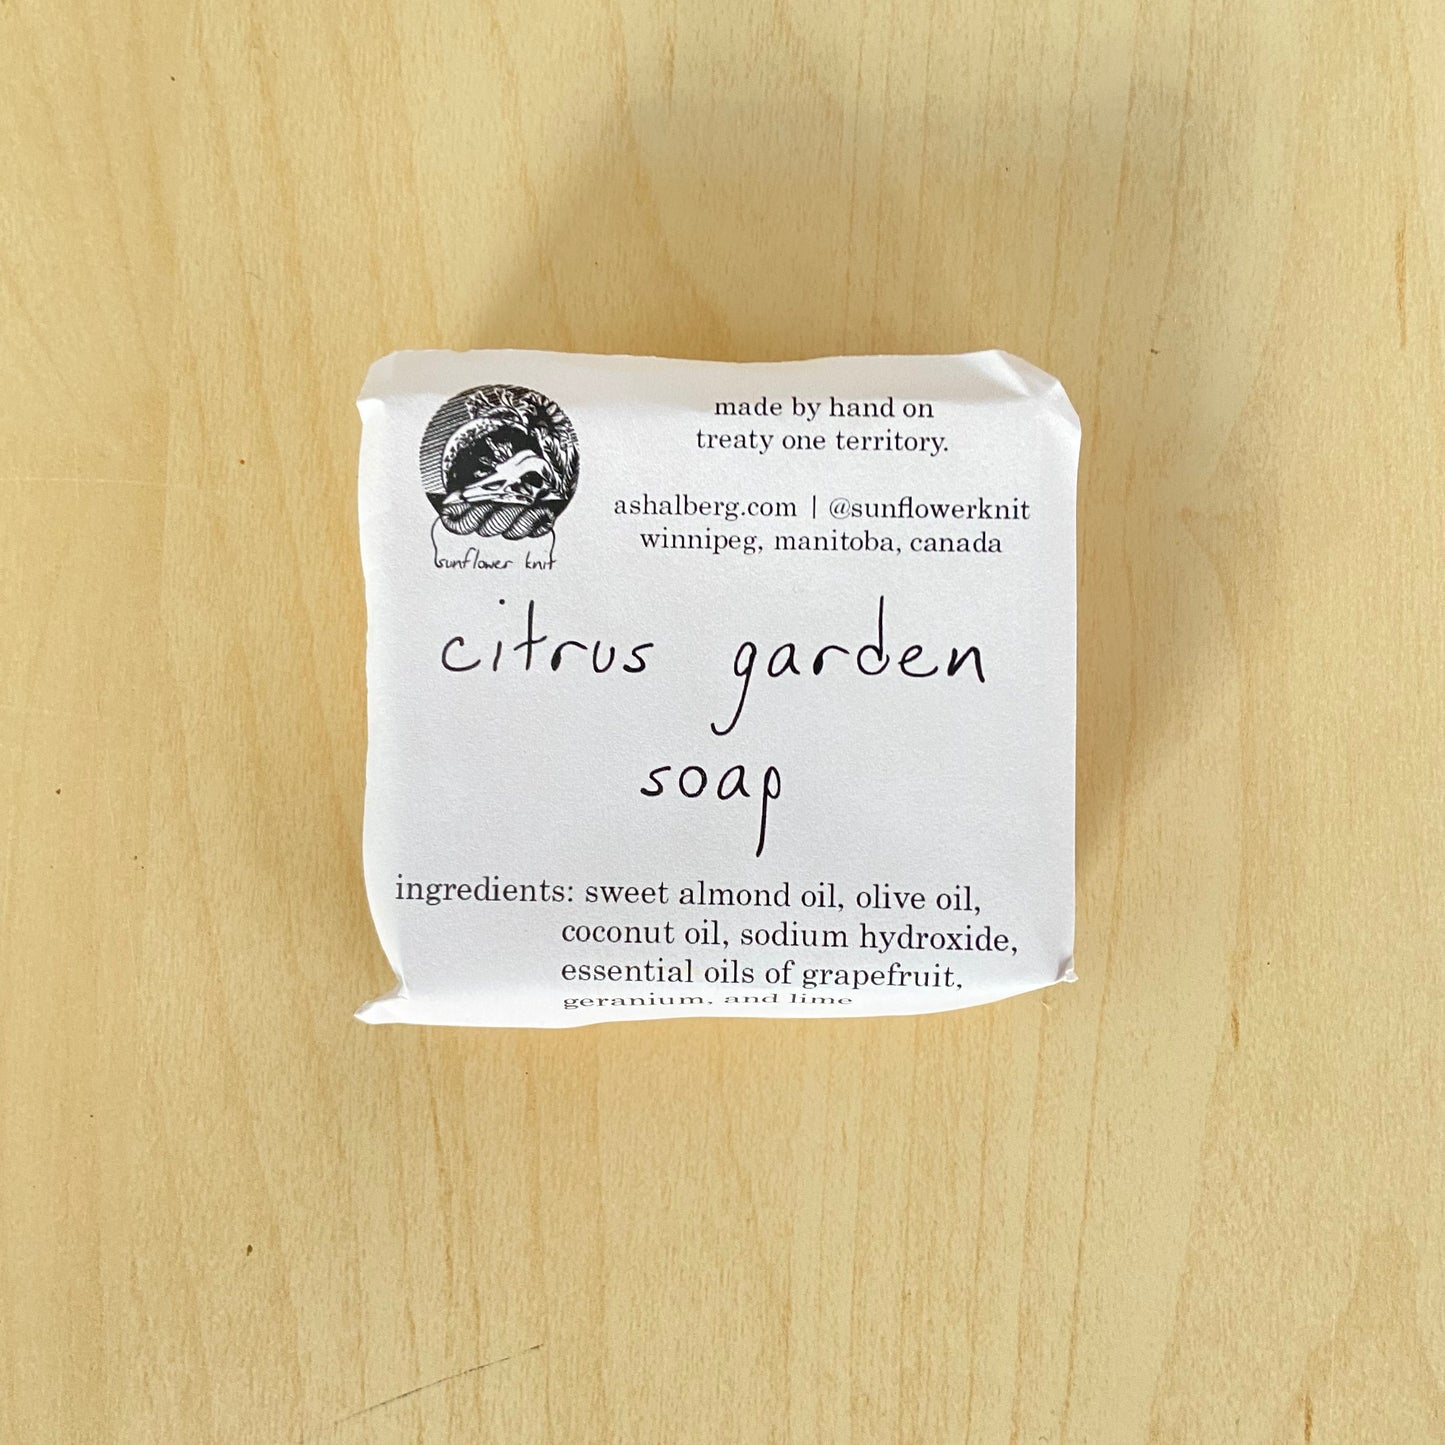 made by hand on
treaty one territory.
ashalberg.com | @sunflowerknit
winnipeg, manitoba, canada
sunflower knit
citrus garden
soap
ingredients: sweet almond oil, olive oil,
coconut oil, sodium hydroxide,
essential oils of grapefruit,
geranium, and lime